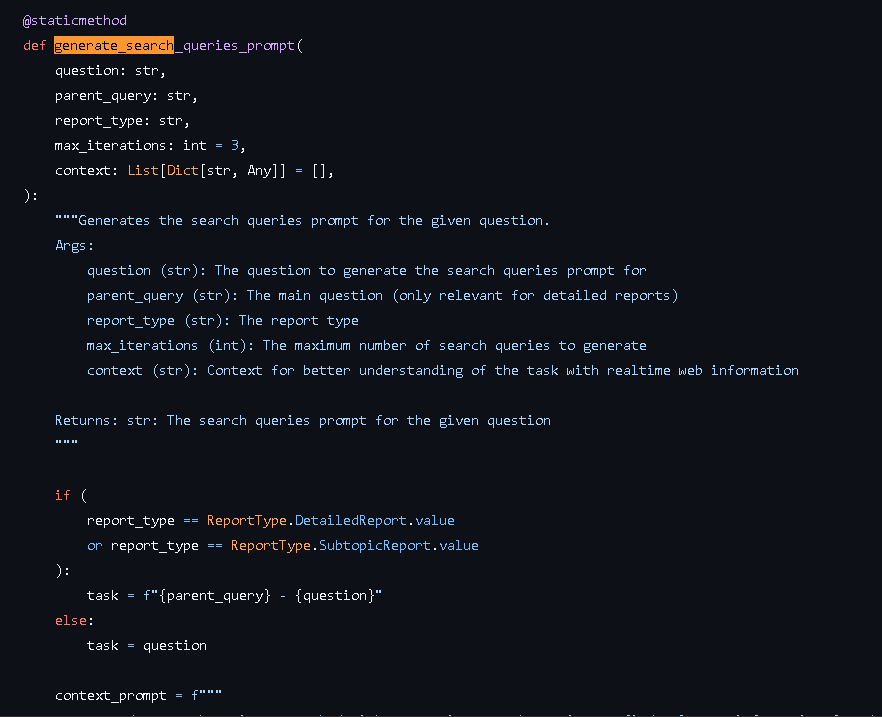 @staticmethod
def generate_search_queries_prompt(
    question: str,
    parent_query: str,
    report_type: str,
    max_iterations: int = 3,
    context: List[Dict[str, Any]] = [],
):
    """Generates the search queries prompt for the given question.
    Args:
        question (str): The question to generate the search queries prompt for
        parent_query (str): The main question (only relevant for detailed reports)
        report_type (str): The report type
        max_iterations (int): The maximum number of search queries to generate
        context (str): Context for better understanding of the task with realtime web information

    Returns: str: The search queries prompt for the given question
    """

    if (
        report_type == ReportType.DetailedReport.value
        or report_type == ReportType.SubtopicReport.value
    ):
        task = f"{parent_query} - {question}"
    else:
        task = question

    context_prompt = f"""